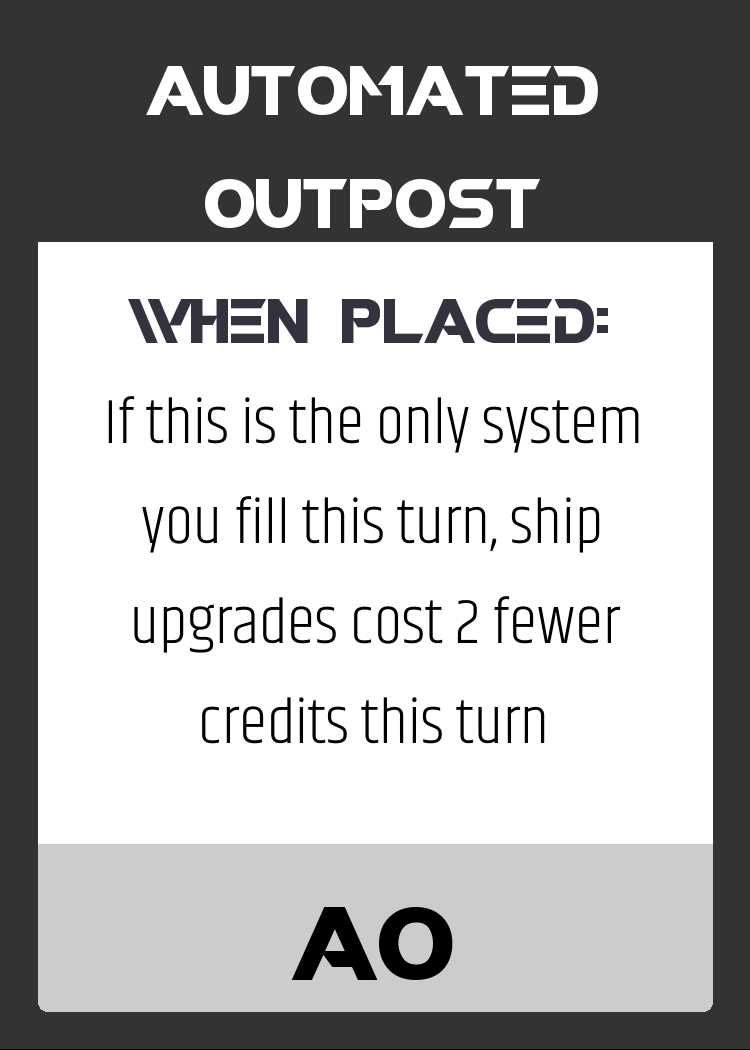 AUTOMATED
OUTPOST
WHEN PLACED:
If this is the only system
you fill this turn, ship
upgrades cost 2 fewer
credits this turn
AO